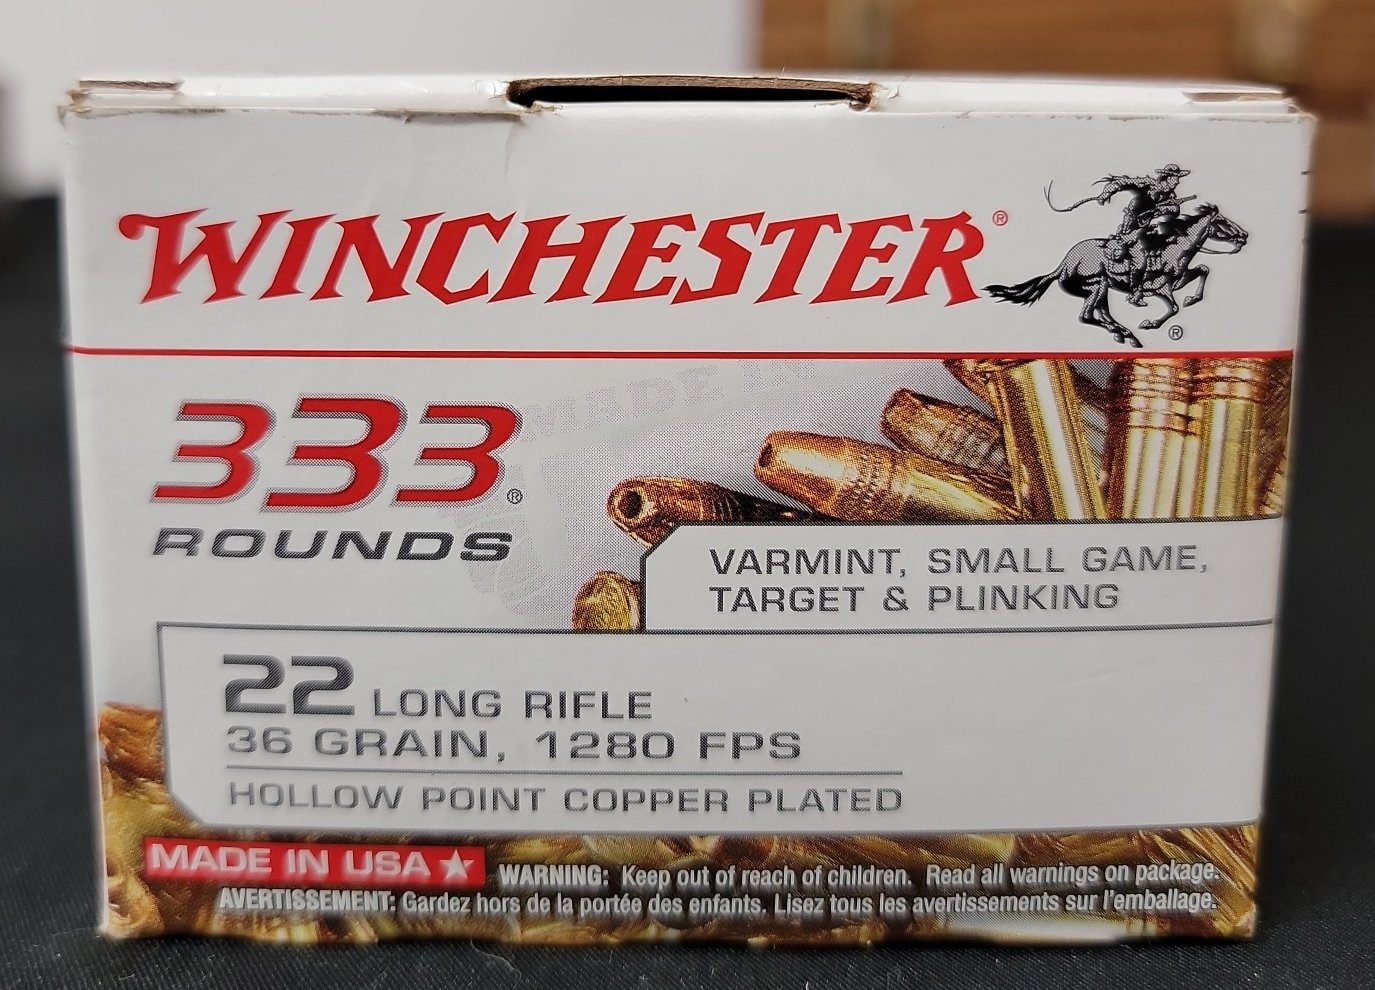 WINCHESTER®
®
MADE IN
333®
ROUNDS
VARMINT, SMALL GAME,
TARGET & PLINKING
22 LONG RIFLE
36 GRAIN, 1280 FPS
HOLLOW POINT COPPER PLATED
MADE IN USA
WARNING: Keep out of reach of children. Read all warnings on package.
AVERTISSEMENT: Gardez hors de la portée des enfants. Lisez tous les avertissements sur l'emballage.